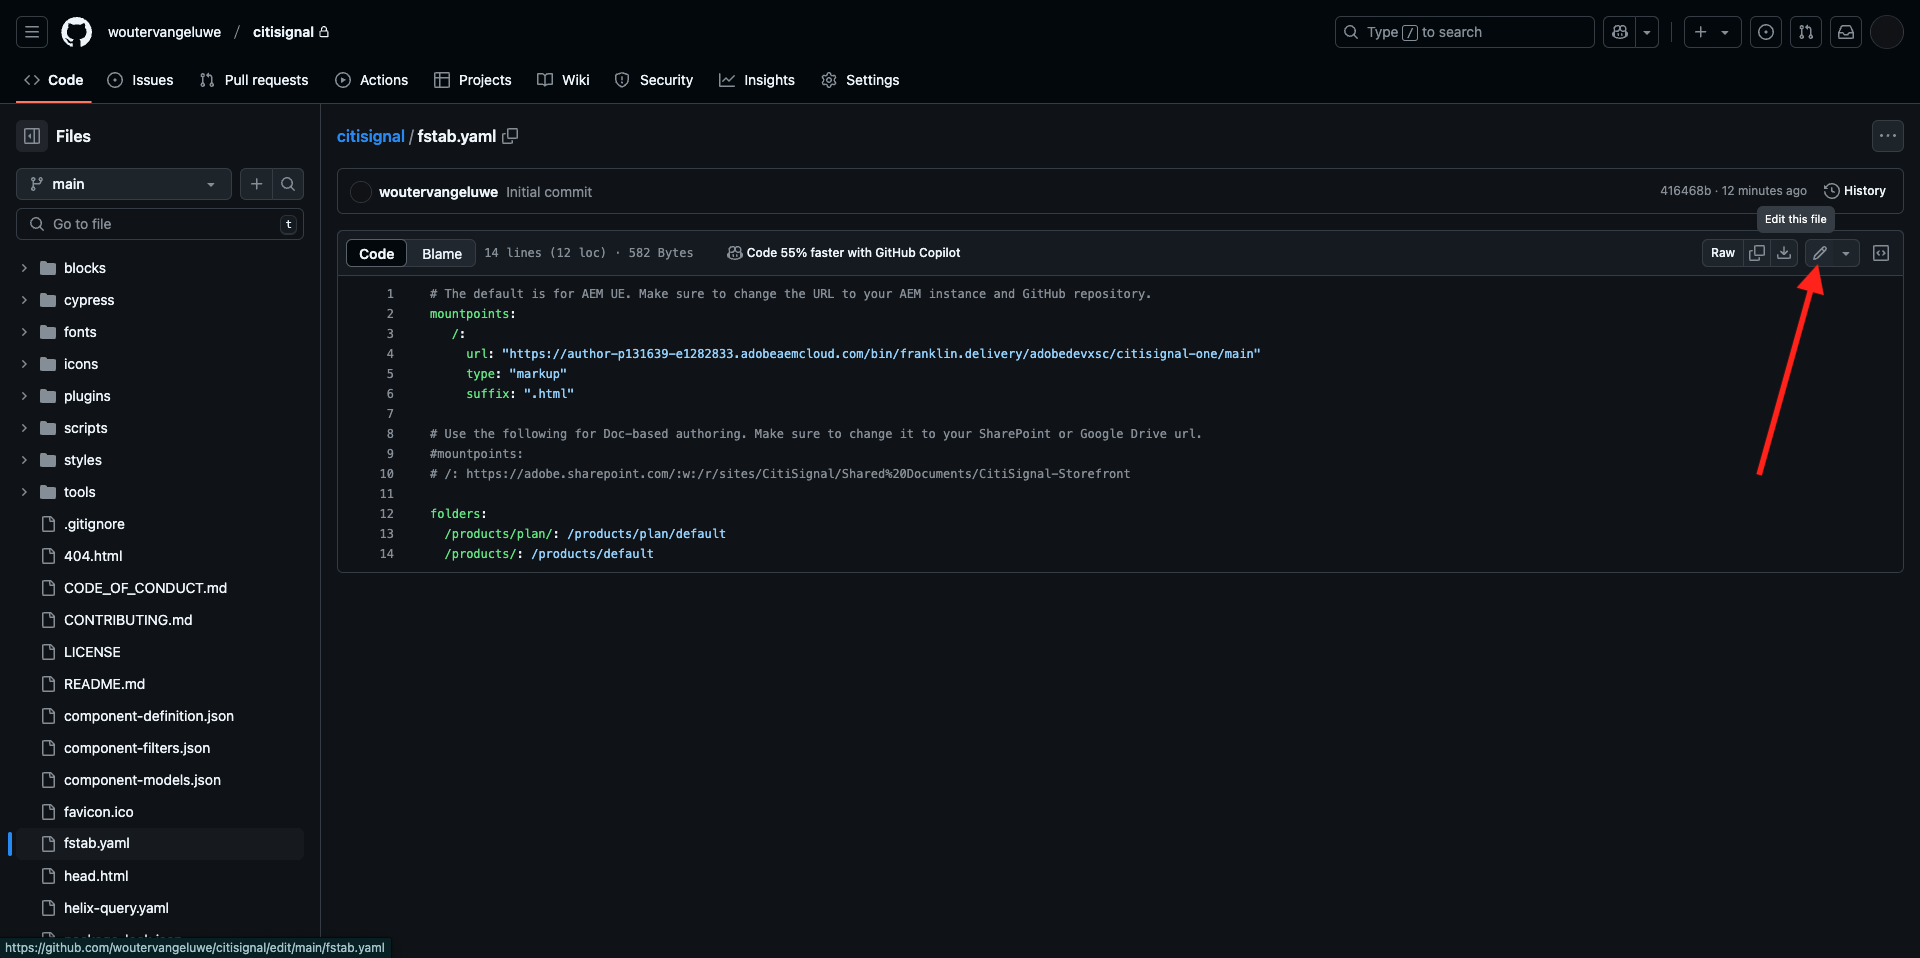 woutervangeluwe / citisignal
Type / to search
Code
Issues
Pull requests
Actions
Projects
Wiki
Security
Insights
Settings
Files
main
Go to file
t
blocks
cypress
fonts
icons
plugins
scripts
styles
tools
.gitignore
404.html
CODE_OF_CONDUCT.md
CONTRIBUTING.md
LICENSE
README.md
component-definition.json
component-filters.json
component-models.json
favicon.ico
fstab.yaml
head.html
helix-query.yaml
https://github.com/woutervangeluwe/citisignal/edit/main/fstab.yaml
citisignal / fstab.yaml
woutervangeluwe Initial commit
416468b · 12 minutes ago
History
Edit this file
Code
Blame
14 lines (12 loc) · 582 Bytes
Code 55% faster with GitHub Copilot
Raw
1 # The default is for AEM UE. Make sure to change the URL to your AEM instance and GitHub repository.
2 mountpoints:
3 /:
4 url: "https://author-p131639-e1282833.adobeaemcloud.com/bin/franklin.delivery/adobedevxsc/citisignal-one/main"
5 type: "markup"
6 suffix: ".html"
7
8 # Use the following for Doc-based authoring. Make sure to change it to your SharePoint or Google Drive url.
9 #mountpoints:
10 # /: https://adobe.sharepoint.com/:w:/r/sites/CitiSignal/Shared%20Documents/CitiSignal-Storefront
11
12 folders:
13 /products/plan/: /products/plan/default
14 /products/: /products/default